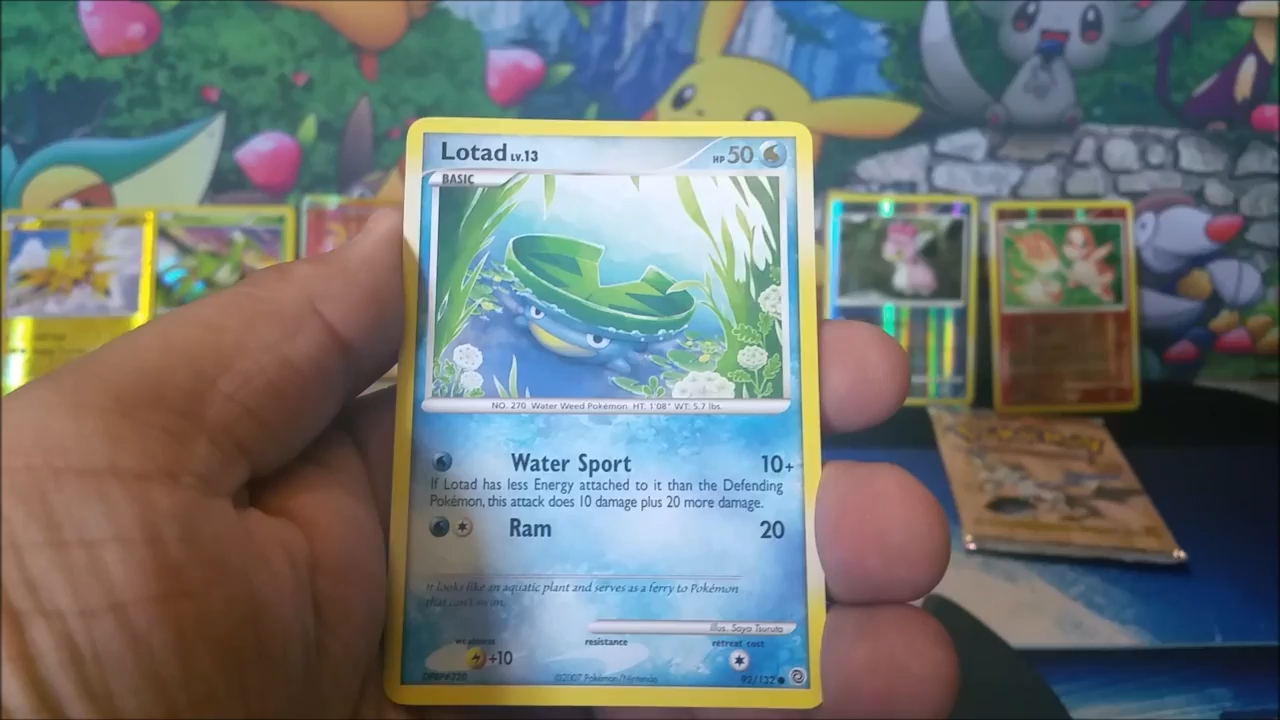 Lotad LV.13 HP 50
BASIC
NO. 270 Water Weed Pokémon HT: 1'08" WT: 5.7 lbs.
Water Sport 10+
If Lotad has less Energy attached to it than the Defending
Pokémon, this attack does 10 damage plus 20 more damage.
Ram 20
It looks like an aquatic plant and serves as a ferry to Pokémon
that can't swim.
Illus. Saya Tsuruta
weakness resistance retreat cost
+10
DPBP#220 ©2007 Pokémon/Nintendo 92/132